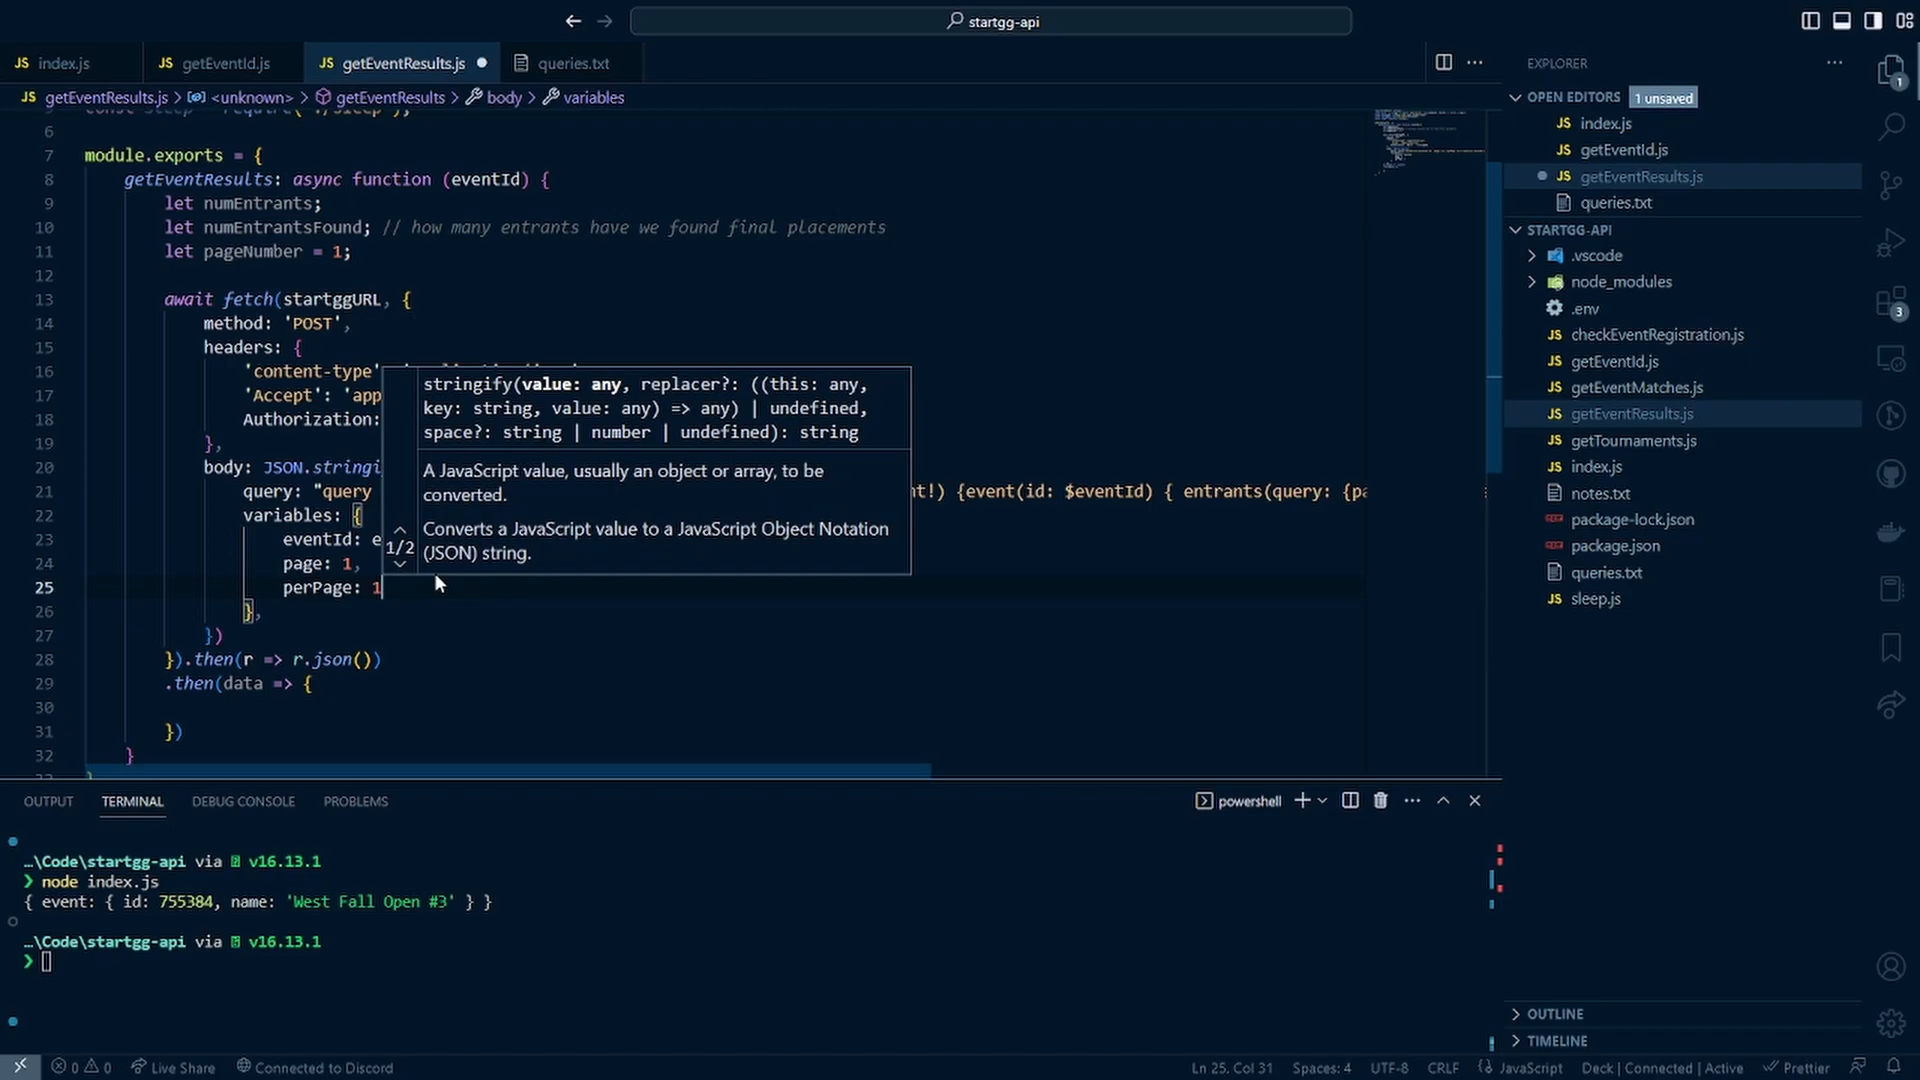 startgg-api
JS index.js
JS getEventId.js
JS getEventResults.js
queries.txt
JS getEventResults.js > <unknown> > getEventResults > body > variables
6
7 module.exports = {
8 getEventResults: async function (eventId) {
9 let numEntrants;
10 let numEntrantsFound; // how many entrants have we found final placements
11 let pageNumber = 1;
12
13 await fetch(startggURL, {
14 method: 'POST',
15 headers: {
16 'content-type'
17 'Accept': 'app
18 Authorization:
19 },
20 body: JSON.stringi
21 query: "query nt!) {event(id: $eventId) { entrants(query: {pa
22 variables: {
23 eventId: e
24 page: 1,
25 perPage: 1
26 },
27 })
28 }).then(r => r.json())
29 .then(data => {
30
31 })
32 }
stringify(value: any, replacer?: ((this: any,
key: string, value: any) => any) | undefined,
space?: string | number | undefined): string
A JavaScript value, usually an object or array, to be
converted.
Converts a JavaScript value to a JavaScript Object Notation
(JSON) string.
1/2
OUTPUT TERMINAL DEBUG CONSOLE PROBLEMS
powershell
…\Code\startgg-api via v16.13.1
❯ node index.js
{ event: { id: 755384, name: 'West Fall Open #3' } }
…\Code\startgg-api via v16.13.1
❯
EXPLORER
OPEN EDITORS 1 unsaved
JS index.js
JS getEventId.js
JS getEventResults.js
queries.txt
STARTGG-API
.vscode
node_modules
.env
JS checkEventRegistration.js
JS getEventId.js
JS getEventMatches.js
JS getEventResults.js
JS getTournaments.js
JS index.js
notes.txt
package-lock.json
package.json
queries.txt
JS sleep.js
OUTLINE
TIMELINE
1
3
0 0 Live Share Connected to Discord
Ln 25, Col 31 Spaces: 4 UTF-8 CRLF JavaScript Deck | Connected | Active Prettier